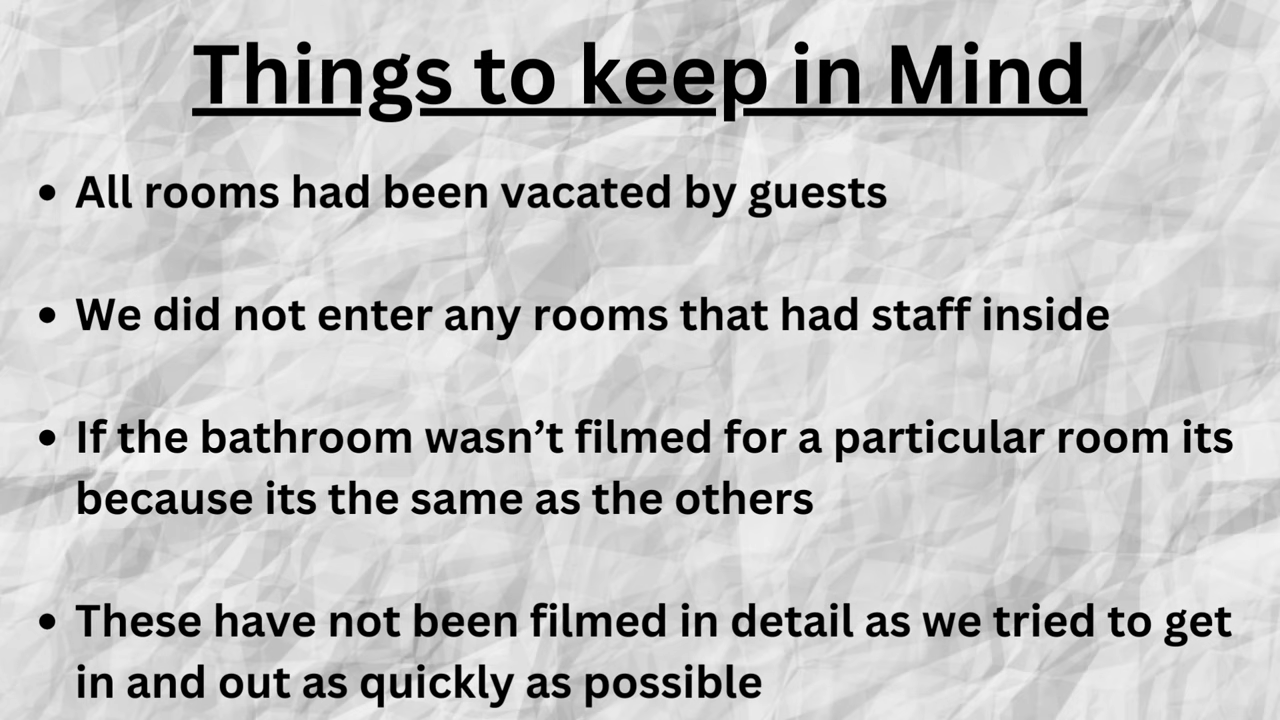 Things to keep in Mind
• All rooms had been vacated by guests
• We did not enter any rooms that had staff inside
• If the bathroom wasn’t filmed for a particular room its
because its the same as the others
• These have not been filmed in detail as we tried to get
in and out as quickly as possible